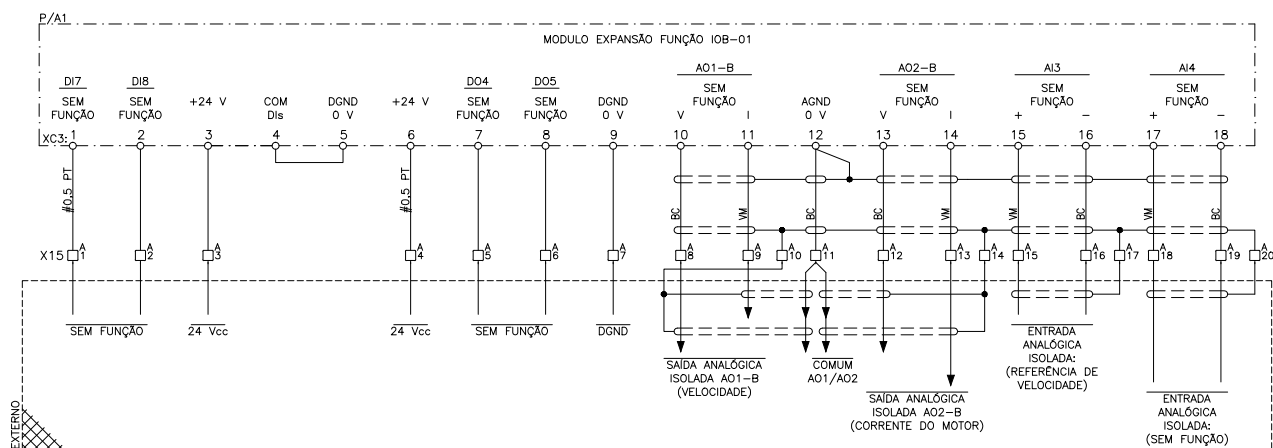 P/A1
MODULO EXPANSÃO FUNÇÃO IOB-01
AO1-B AO2-B AI3 AI4
DI7 DI8 DO4 DO5 SEM FUNÇÃO SEM FUNÇÃO SEM FUNÇÃO SEM FUNÇÃO
SEM FUNÇÃO SEM FUNÇÃO +24 V COM DIs DGND 0 V +24 V SEM FUNÇÃO SEM FUNÇÃO DGND 0 V V I AGND 0 V V I + - + -
XC3: 1 2 3 4 5 6 7 8 9 10 11 12 13 14 15 16 17 18
#0,5 PT #0,5 PT
BC VM BC BC VM VM BC VM BC
A A A A A A A A A A A A A A A A A A A A
X15 1 2 3 4 5 6 7 8 9 10 11 12 13 14 15 16 17 18 19 20
SEM FUNÇÃO 24 Vcc 24 Vcc SEM FUNÇÃO DGND
SAÍDA ANALÓGICA
ISOLADA AO1-B
(VELOCIDADE)
COMUM
AO1/AO2
SAÍDA ANALÓGICA
ISOLADA AO2-B
(CORRENTE DO MOTOR)
ENTRADA
ANALÓGICA
ISOLADA:
(REFERÊNCIA DE
VELOCIDADE)
ENTRADA
ANALÓGICA
ISOLADA:
(SEM FUNÇÃO)
EXTERNO